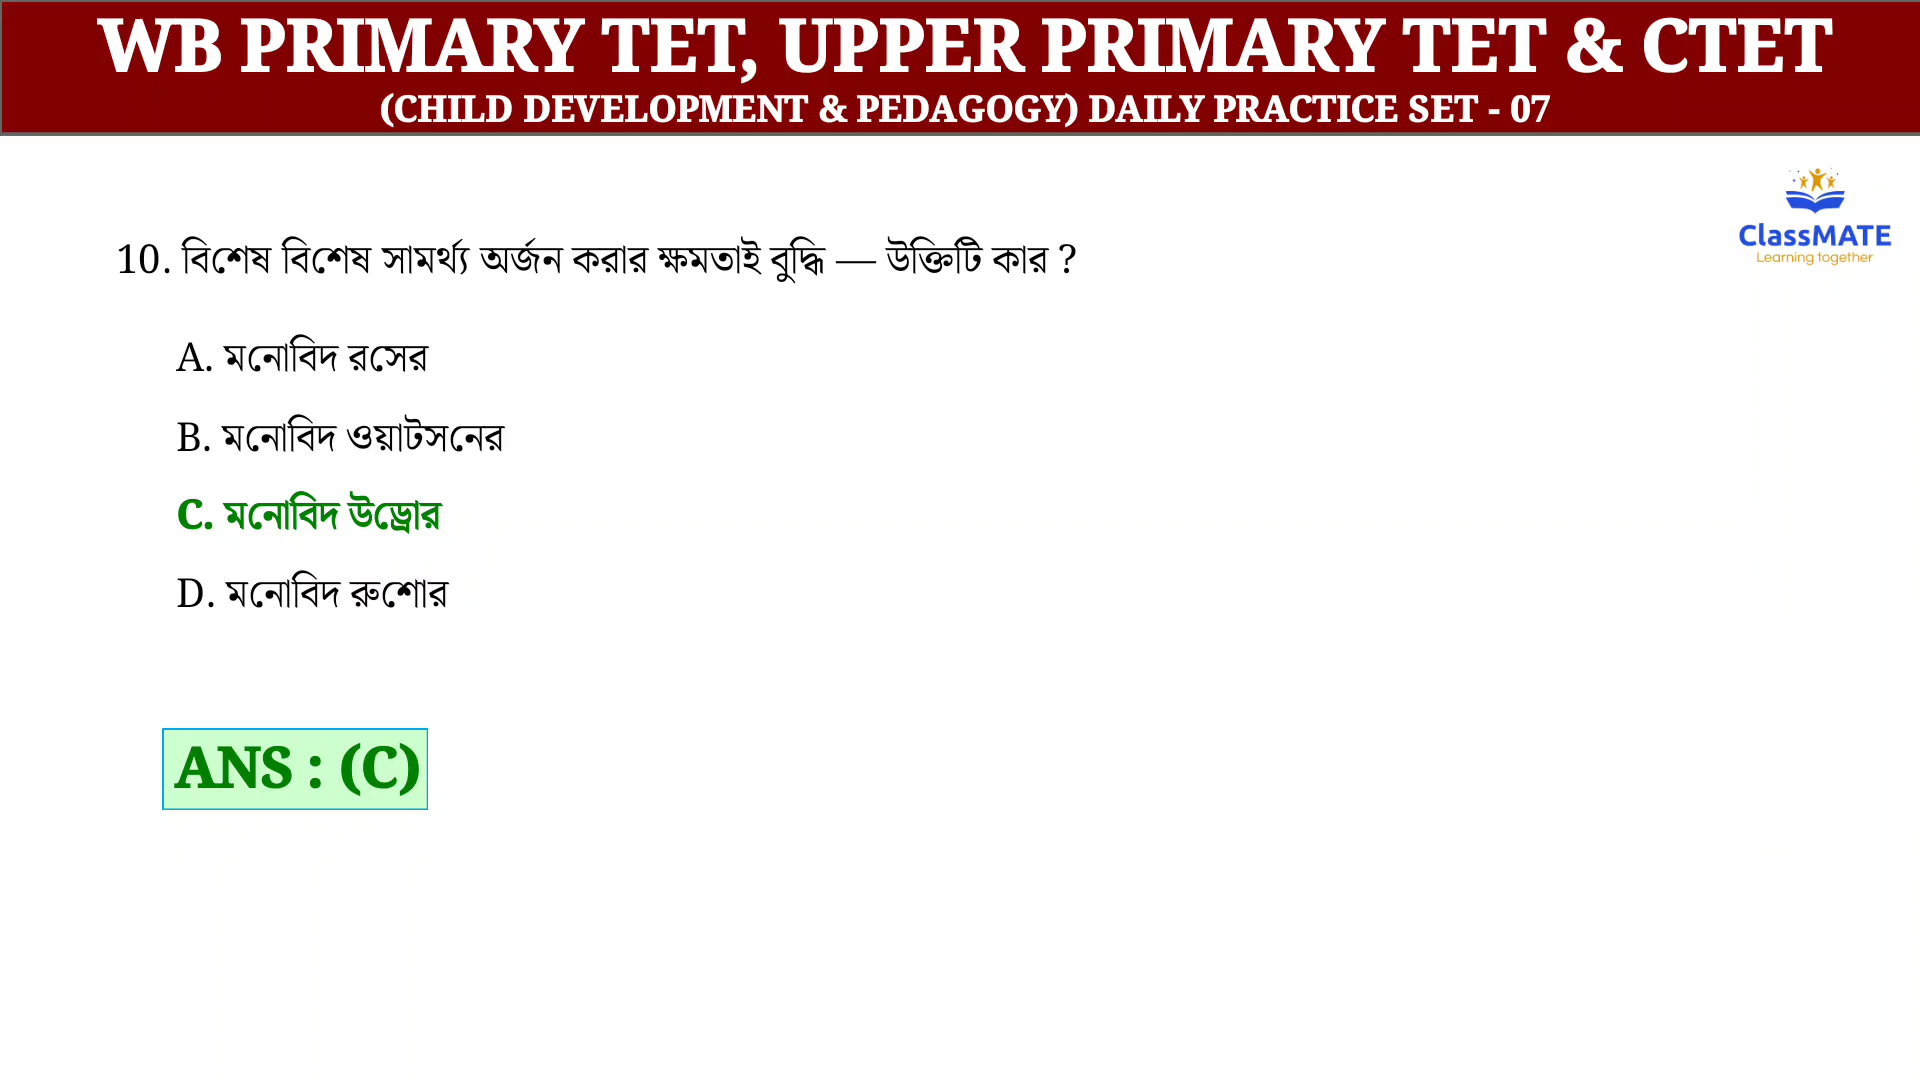 WB PRIMARY TET, UPPER PRIMARY TET & CTET
(CHILD DEVELOPMENT & PEDAGOGY) DAILY PRACTICE SET - 07
ClassMATE
Learning together
10. বিশেষ বিশেষ সামর্থ্য অর্জন করার ক্ষমতাই বুদ্ধি — উক্তিটি কার ?
A. মনোবিদ রসের
B. মনোবিদ ওয়াটসনের
C. মনোবিদ উড্রোর
D. মনোবিদ রুশোর
ANS : (C)